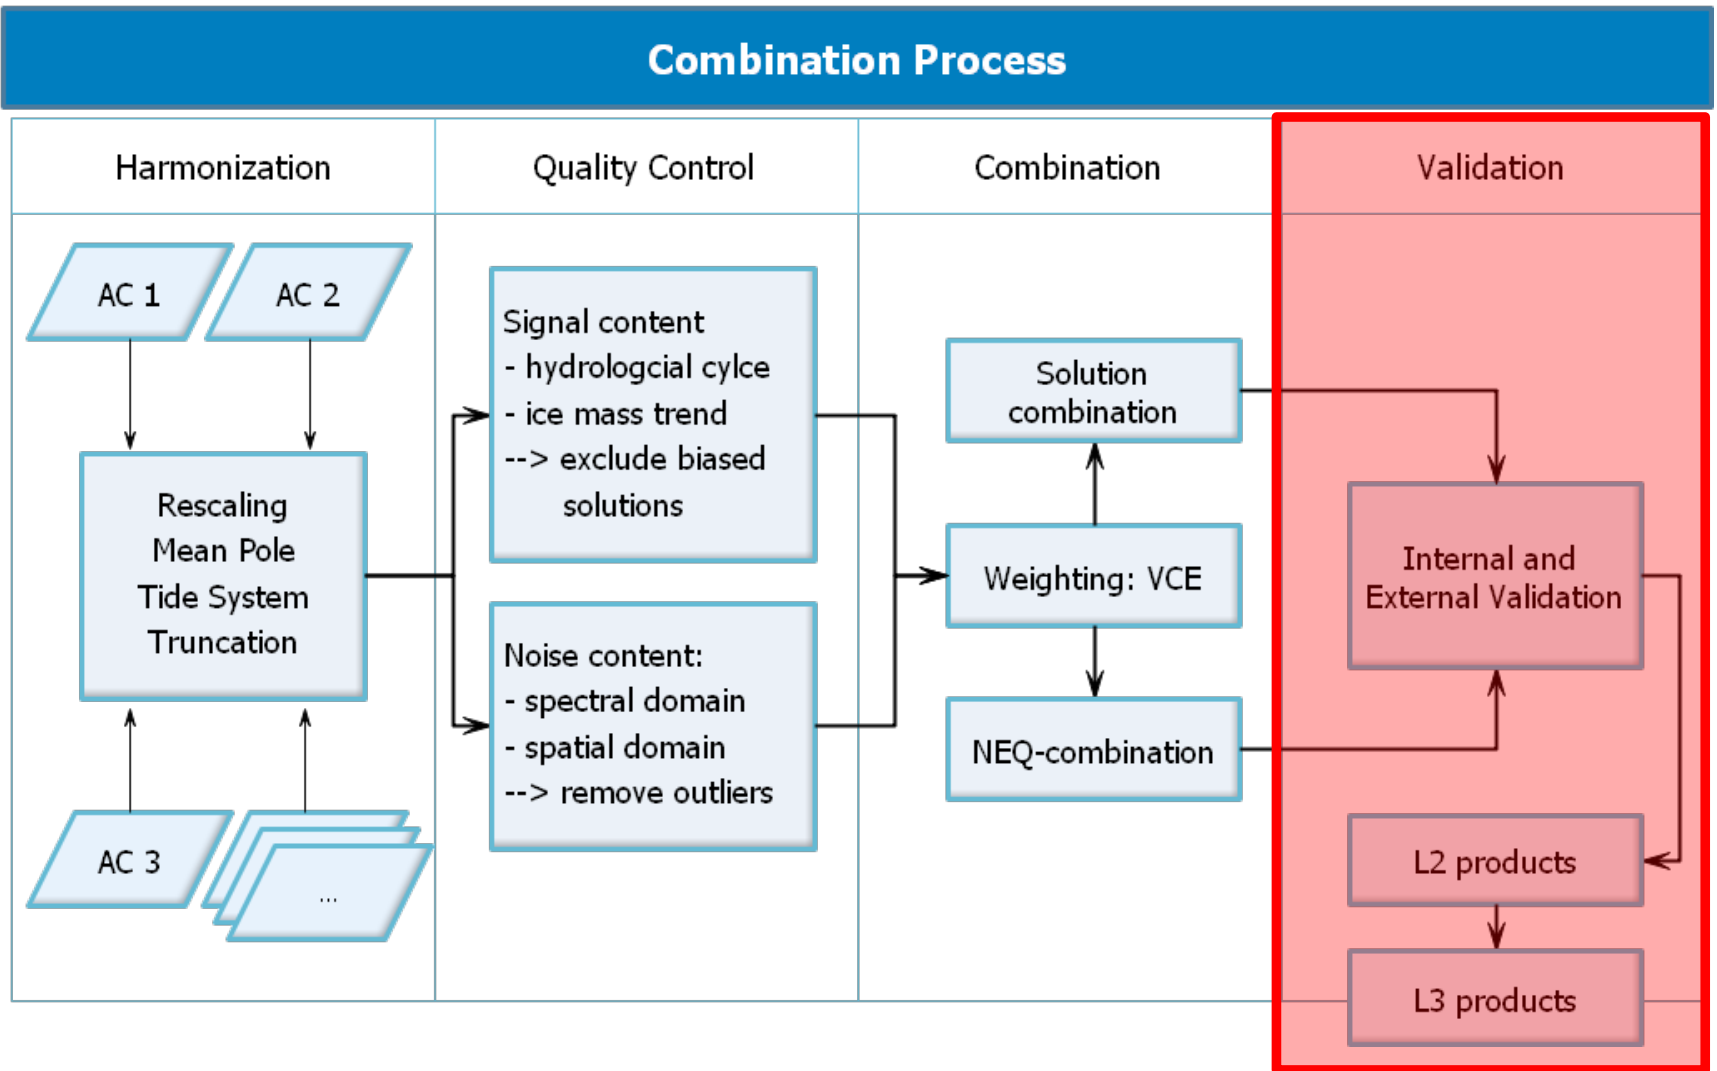 Combination Process
Harmonization
Quality Control
Combination
Validation
AC 1
AC 2
Rescaling
Mean Pole
Tide System
Truncation
AC 3
...
Signal content
- hydrologcial cylce
- ice mass trend
--> exclude biased
solutions
Noise content:
- spectral domain
- spatial domain
--> remove outliers
Solution
combination
Weighting: VCE
NEQ-combination
Internal and
External Validation
L2 products
L3 products